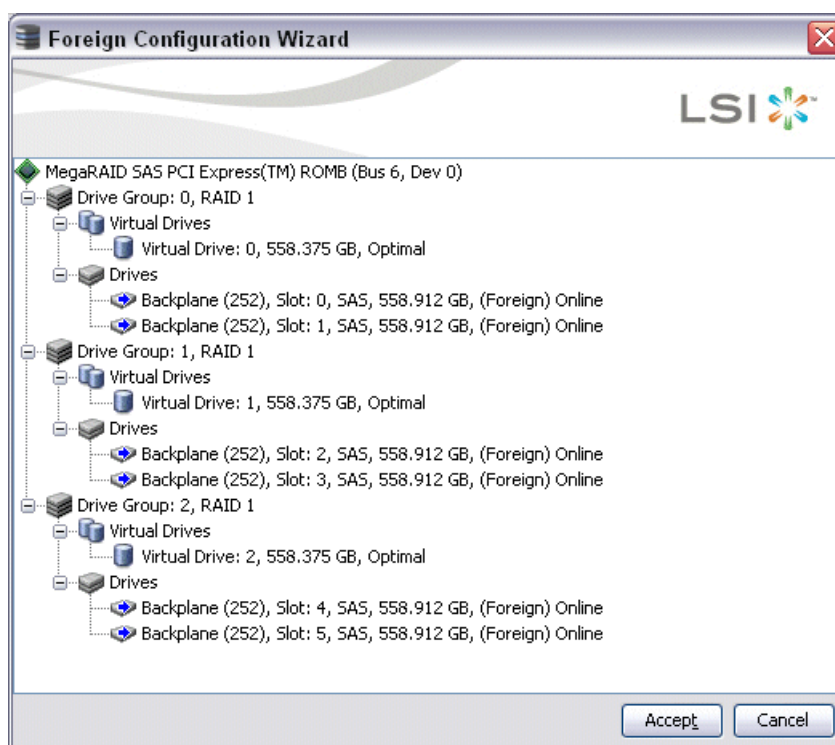 Foreign Configuration Wizard
LSI™
MegaRAID SAS PCI Express(TM) ROMB (Bus 6, Dev 0)
Drive Group: 0, RAID 1
Virtual Drives
Virtual Drive: 0, 558.375 GB, Optimal
Drives
Backplane (252), Slot: 0, SAS, 558.912 GB, (Foreign) Online
Backplane (252), Slot: 1, SAS, 558.912 GB, (Foreign) Online
Drive Group: 1, RAID 1
Virtual Drives
Virtual Drive: 1, 558.375 GB, Optimal
Drives
Backplane (252), Slot: 2, SAS, 558.912 GB, (Foreign) Online
Backplane (252), Slot: 3, SAS, 558.912 GB, (Foreign) Online
Drive Group: 2, RAID 1
Virtual Drives
Virtual Drive: 2, 558.375 GB, Optimal
Drives
Backplane (252), Slot: 4, SAS, 558.912 GB, (Foreign) Online
Backplane (252), Slot: 5, SAS, 558.912 GB, (Foreign) Online
Accept Cancel